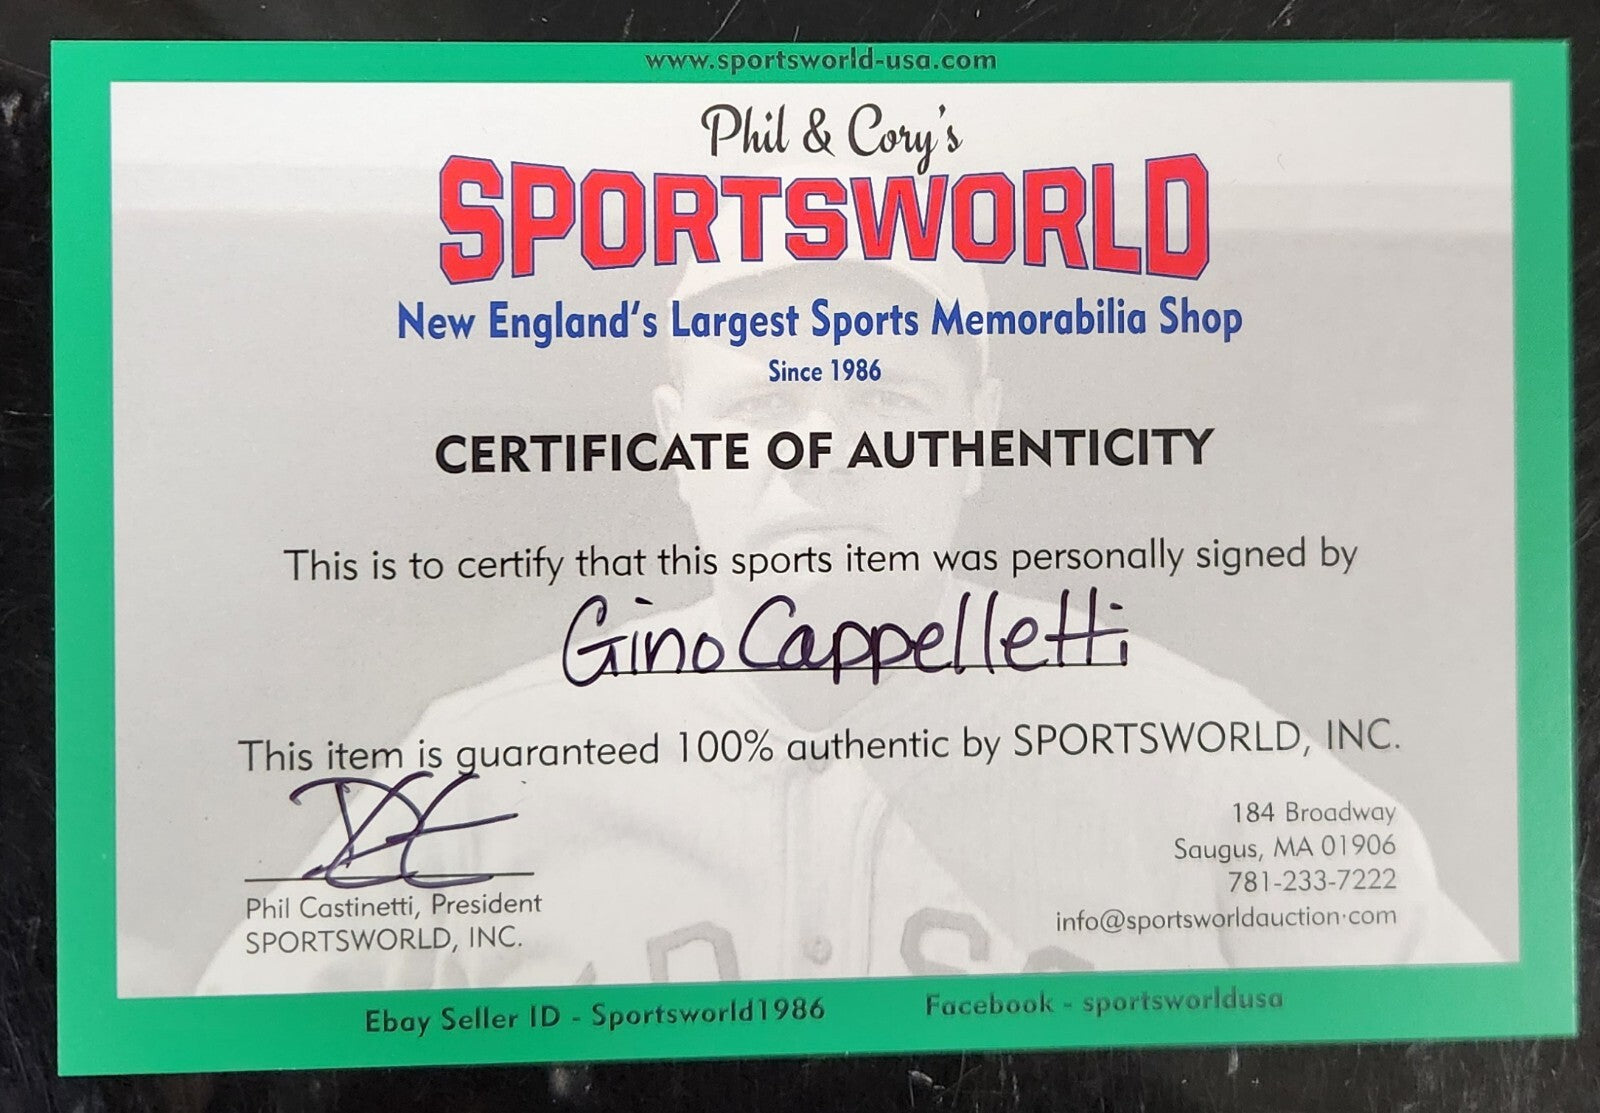 www.sportsworld-usa.com
Phil & Cory's
SPORTSWORLD
New England's Largest Sports Memorabilia Shop
Since 1986
CERTIFICATE OF AUTHENTICITY
This is to certify that this sports item was personally signed by
Gino Cappelletti
This item is guaranteed 100% authentic by SPORTSWORLD, INC.
Phil Castinetti, President
SPORTSWORLD, INC.
184 Broadway
Saugus, MA 01906
781-233-7222
info@sportsworldauction.com
Ebay Seller ID - Sportsworld1986
Facebook - sportsworldusa